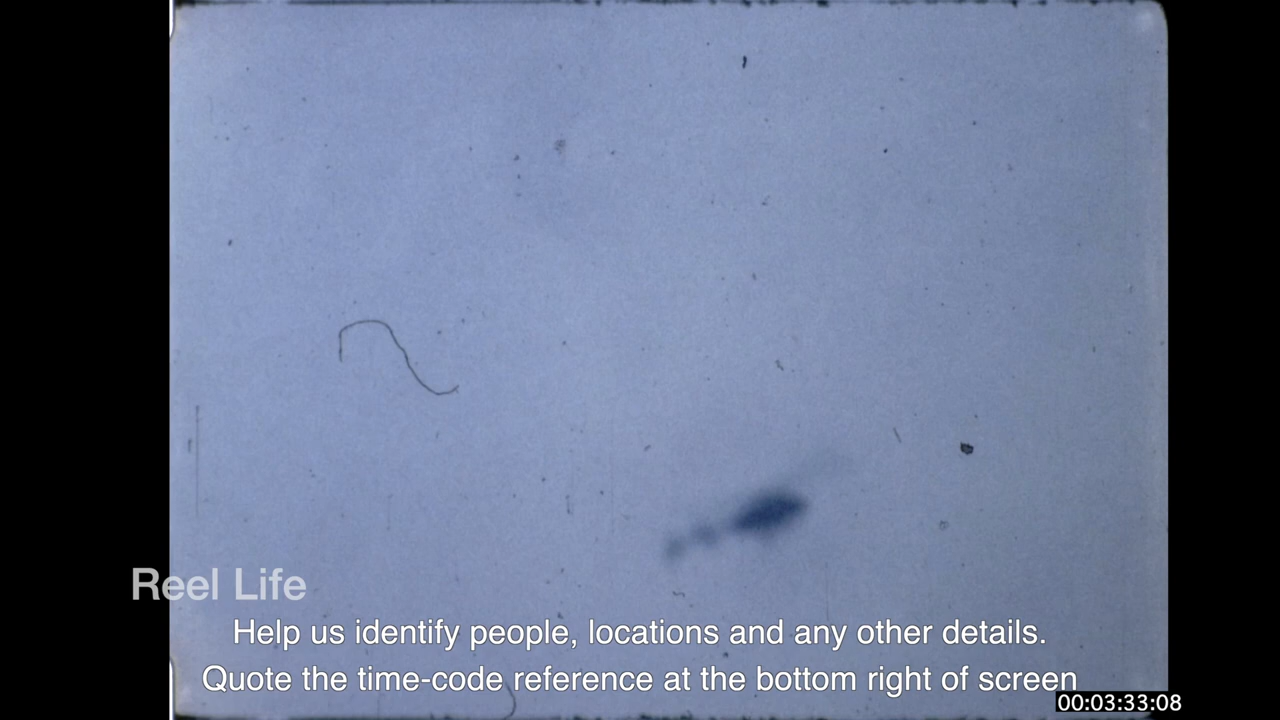 Reel Life
Help us identify people, locations and any other details.
Quote the time-code reference at the bottom right of screen
00:03:33:08